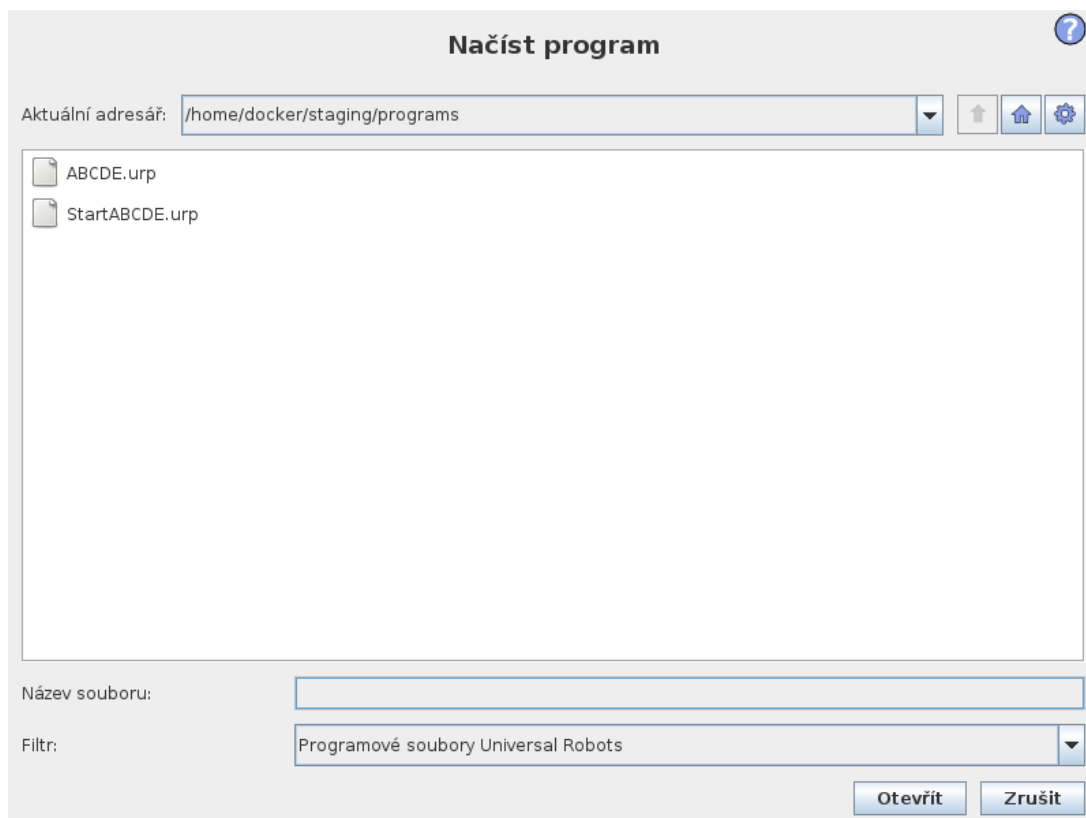 Načíst program
?
Aktuální adresář: /home/docker/staging/programs
ABCDE.urp
StartABCDE.urp
Název souboru:
Filtr: Programové soubory Universal Robots
Otevřít Zrušit